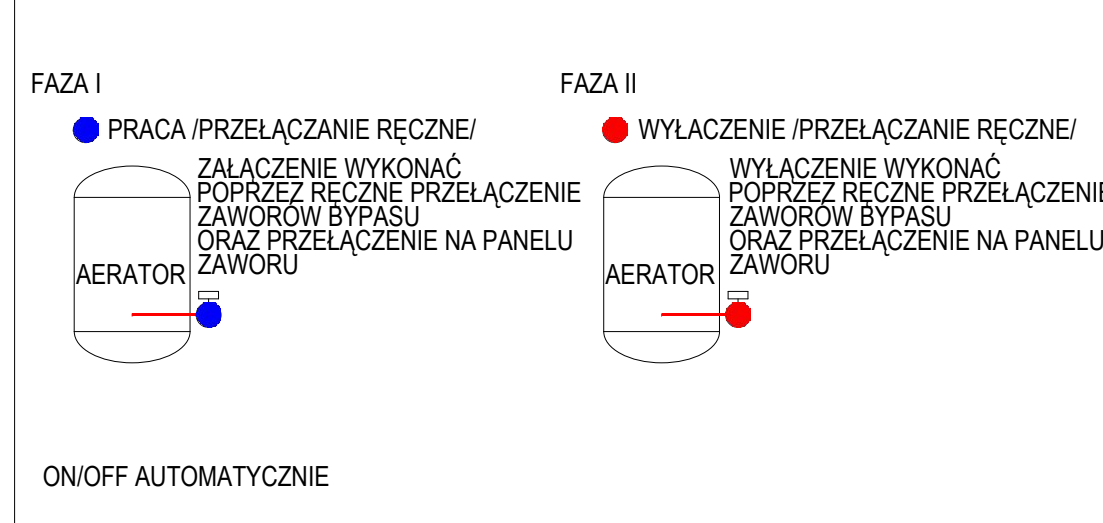 FAZA I
PRACA /PRZEŁĄCZANIE RĘCZNE/
ZAŁĄCZENIE WYKONAĆ
POPRZEZ RĘCZNE PRZEŁĄCZENIE
ZAWORÓW BYPASU
ORAZ PRZEŁĄCZENIE NA PANELU
ZAWORU
AERATOR
FAZA II
WYŁACZENIE /PRZEŁĄCZANIE RĘCZNE/
WYŁĄCZENIE WYKONAĆ
POPRZEZ RĘCZNE PRZEŁĄCZENIE
ZAWORÓW BYPASU
ORAZ PRZEŁĄCZENIE NA PANELU
ZAWORU
AERATOR
ON/OFF AUTOMATYCZNIE